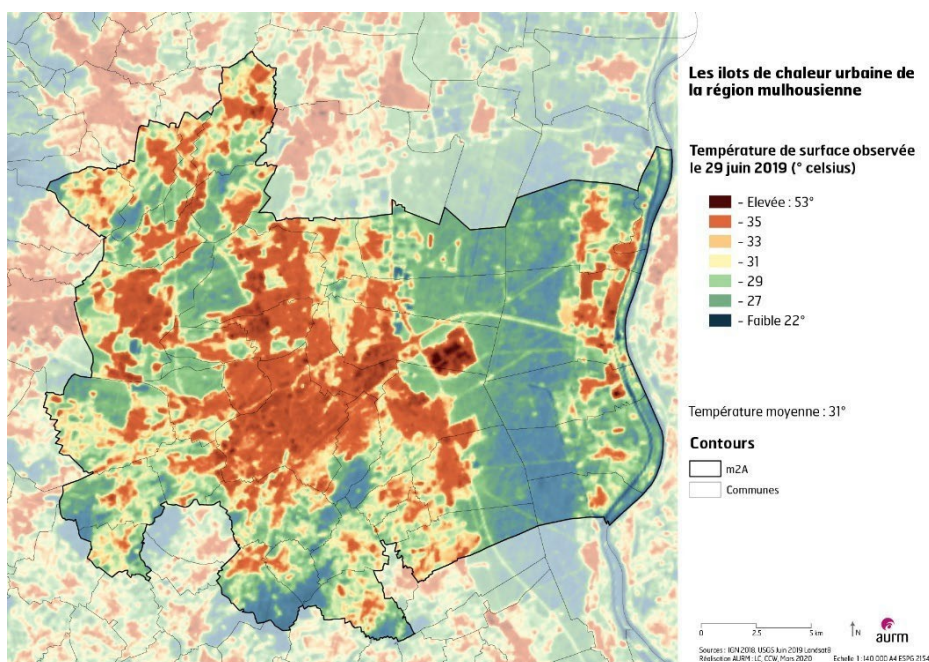 Les ilots de chaleur urbaine de
la région mulhousienne
Température de surface observée
le 29 juin 2019 (° celsius)
- Elevée : 53°
- 35
- 33
- 31
- 29
- 27
- Faible 22°
Température moyenne : 31°
Contours
m2A
Communes
0 2.5 5 km
N
aurm
Sources : IGN 2018, USGS Juin 2019 Landsat8
Réalisation AURM : LC, CCW, Mars 2020 Echelle 1 :140 000 A4 ESPG 2154